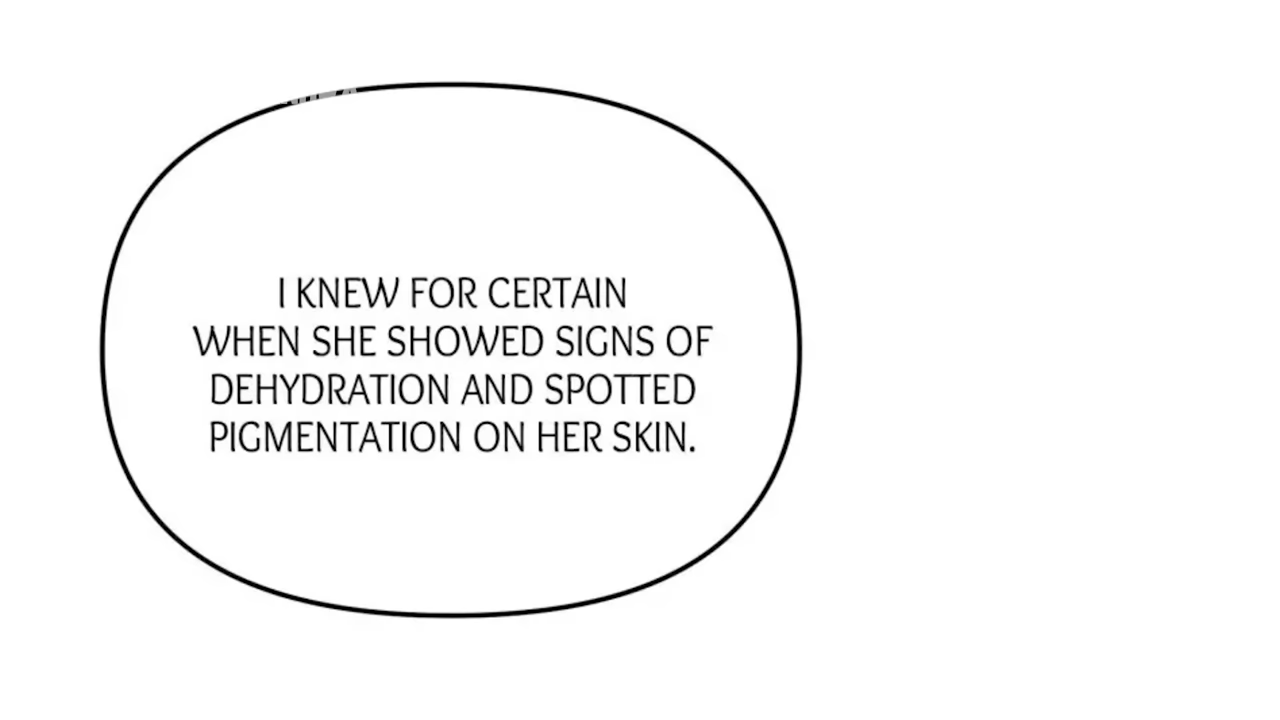 I KNEW FOR CERTAIN
WHEN SHE SHOWED SIGNS OF
DEHYDRATION AND SPOTTED
PIGMENTATION ON HER SKIN.